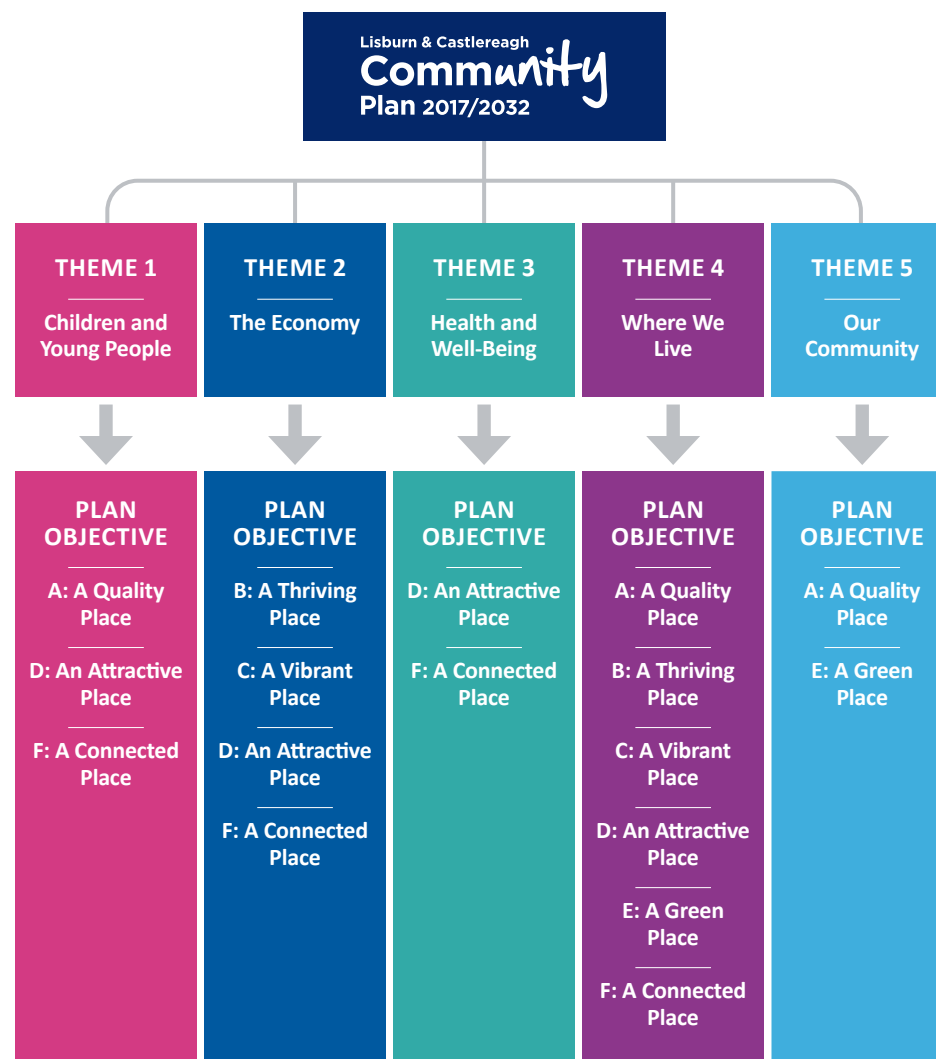 Lisburn & Castlereagh
Community
Plan 2017/2032
THEME 1
Children and
Young People
THEME 2
The Economy
THEME 3
Health and
Well-Being
THEME 4
Where We
Live
THEME 5
Our
Community
PLAN
OBJECTIVE
A: A Quality
Place
D: An Attractive
Place
F: A Connected
Place
PLAN
OBJECTIVE
B: A Thriving
Place
C: A Vibrant
Place
D: An Attractive
Place
F: A Connected
Place
PLAN
OBJECTIVE
D: An Attractive
Place
F: A Connected
Place
PLAN
OBJECTIVE
A: A Quality
Place
B: A Thriving
Place
C: A Vibrant
Place
D: An Attractive
Place
E: A Green
Place
F: A Connected
Place
PLAN
OBJECTIVE
A: A Quality
Place
E: A Green
Place